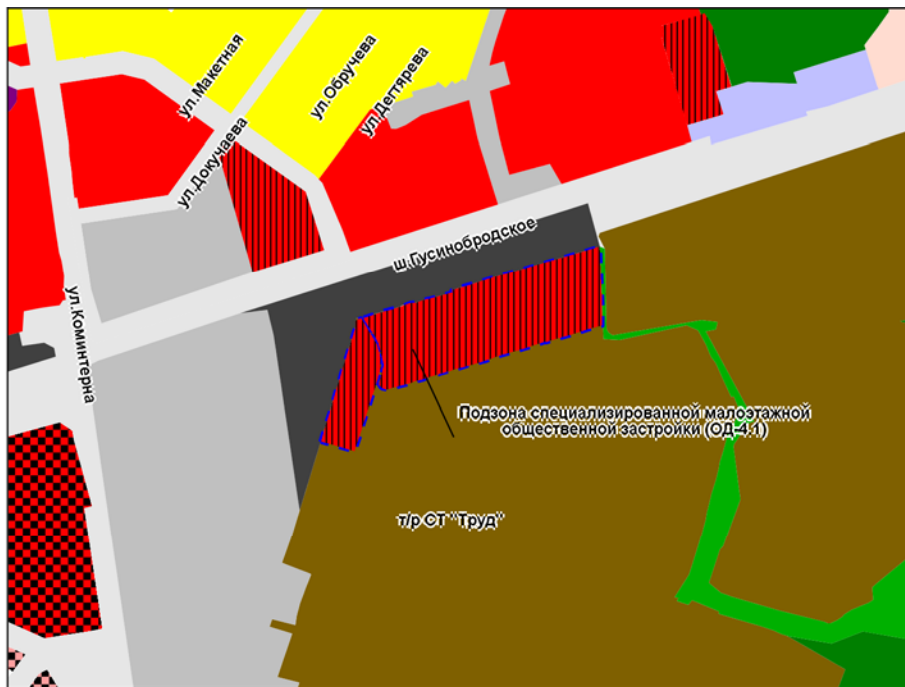 ул.Макетная
ул.Обручева
ул.Дегтярева
ул.Докучаева
ш.Гусинобродское
ул.Коминтерна
Подзона специализированной малоэтажной
общественной застройки (ОД-4.1)
т/р СТ "Труд"